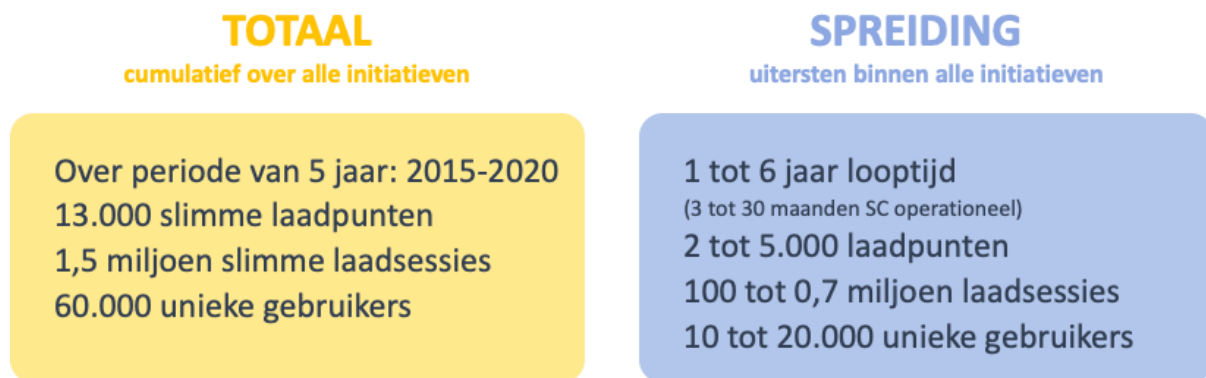 TOTAAL
cumulatief over alle initiatieven
Over periode van 5 jaar: 2015-2020
13.000 slimme laadpunten
1,5 miljoen slimme laadsessies
60.000 unieke gebruikers
SPREIDING
uitersten binnen alle initiatieven
1 tot 6 jaar looptijd
(3 tot 30 maanden SC operationeel)
2 tot 5.000 laadpunten
100 tot 0,7 miljoen laadsessies
10 tot 20.000 unieke gebruikers